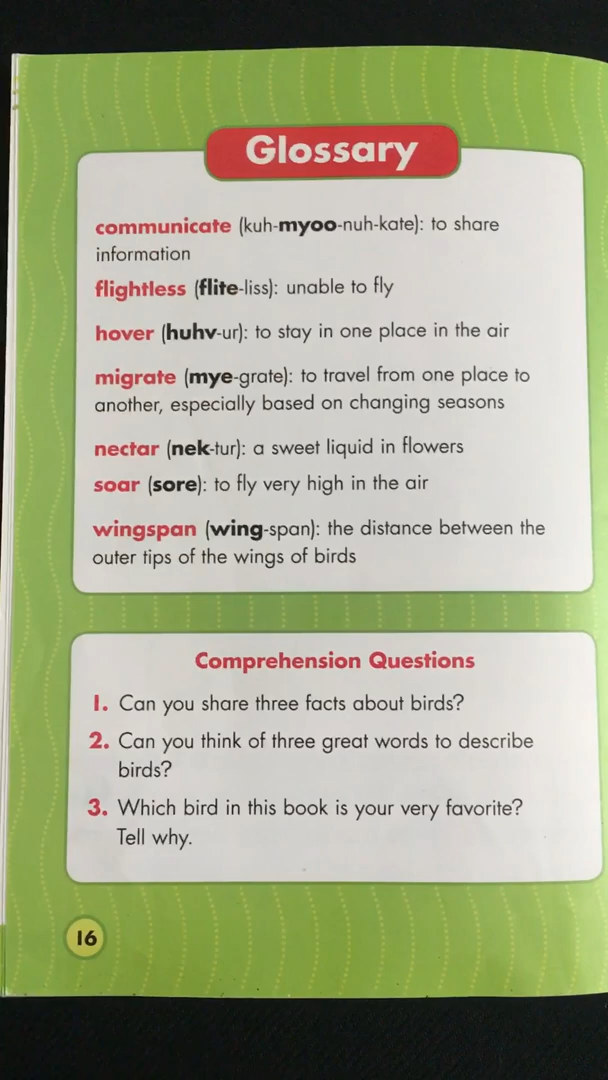 Glossary
communicate (kuh-myoo-nuh-kate): to share
information
flightless (flite-liss): unable to fly
hover (huhv-ur): to stay in one place in the air
migrate (mye-grate): to travel from one place to
another, especially based on changing seasons
nectar (nek-tur): a sweet liquid in flowers
soar (sore): to fly very high in the air
wingspan (wing-span): the distance between the
outer tips of the wings of birds
Comprehension Questions
1. Can you share three facts about birds?
2. Can you think of three great words to describe
birds?
3. Which bird in this book is your very favorite?
Tell why.
16